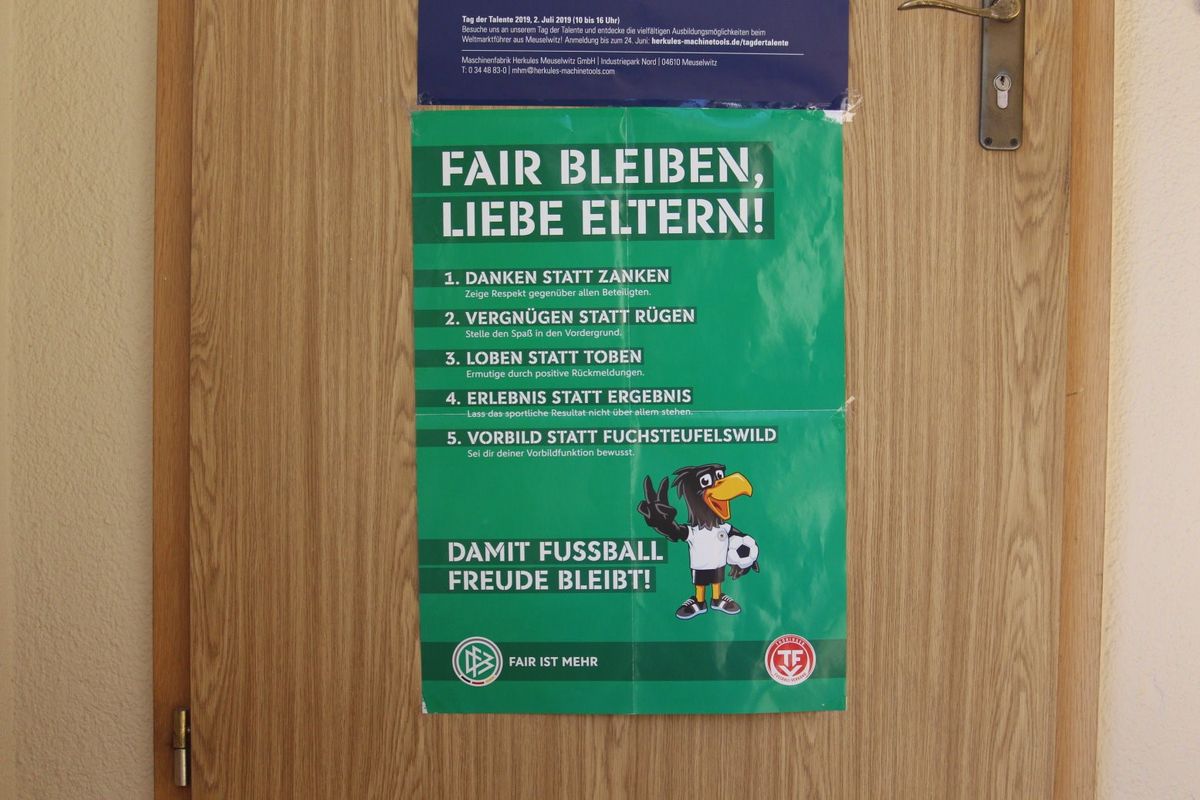 Tag der Talente 2019, 2. Juli 2019 (10 bis 16 Uhr)
Besuche uns an unserem Tag der Talente und entdecke die vielfältigen Ausbildungsmöglichkeiten beim
Weltmarktführer aus Meuselwitz! Anmeldung bis zum 24. Juni: herkules-machinetools.de/tagdertalente
Maschinenfabrik Herkules Meuselwitz GmbH | Industriepark Nord | 04610 Meuselwitz
T: 0 34 48 83-0 | mhm@herkules-machinetools.com
FAIR BLEIBEN,
LIEBE ELTERN!
1. DANKEN STATT ZANKEN
Zeige Respekt gegenüber allen Beteiligten.
2. VERGNÜGEN STATT RÜGEN
Stelle den Spaß in den Vordergrund.
3. LOBEN STATT TOBEN
Ermutige durch positive Rückmeldungen.
4. ERLEBNIS STATT ERGEBNIS
Lass das sportliche Resultat nicht über allem stehen.
5. VORBILD STATT FUCHSTEUFELSWILD
Sei dir deiner Vorbildfunktion bewusst.
DAMIT FUSSBALL
FREUDE BLEIBT!
DFB
FAIR IST MEHR
THÜRINGER
TFV
FUSSBALL-VERBAND